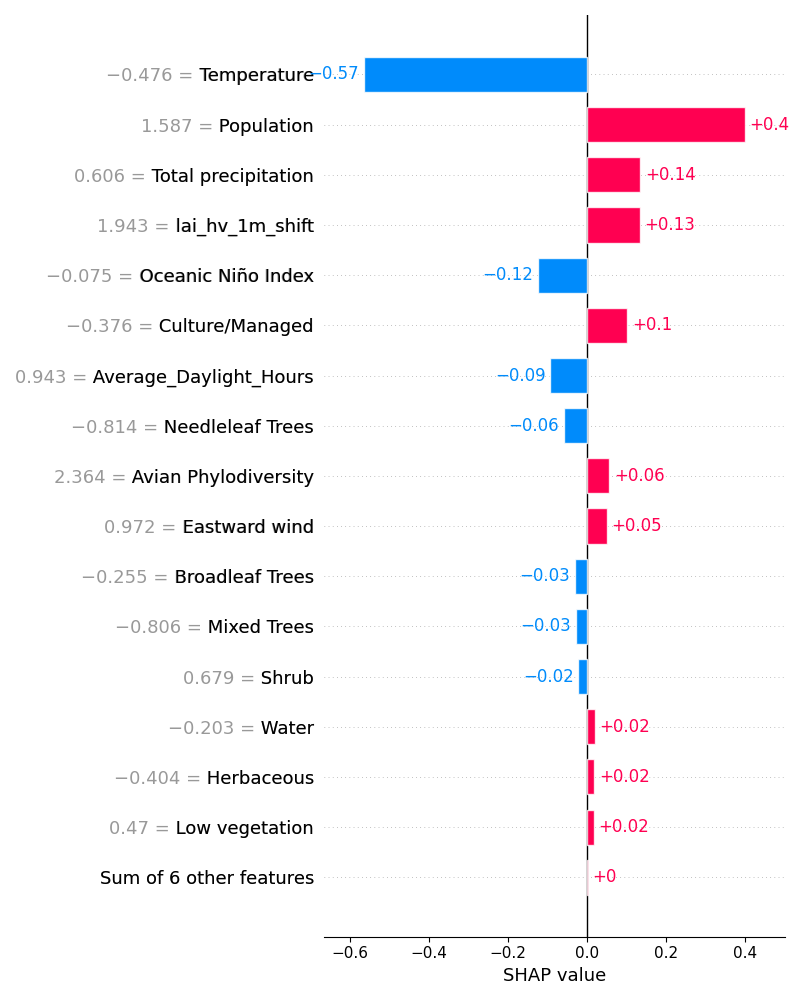 −0.476 = Temperature −0.57
1.587 = Population +0.4
0.606 = Total precipitation +0.14
1.943 = lai_hv_1m_shift +0.13
−0.075 = Oceanic Niño Index −0.12
−0.376 = Culture/Managed +0.1
0.943 = Average_Daylight_Hours −0.09
−0.814 = Needleleaf Trees −0.06
2.364 = Avian Phylodiversity +0.06
0.972 = Eastward wind +0.05
−0.255 = Broadleaf Trees −0.03
−0.806 = Mixed Trees −0.03
0.679 = Shrub −0.02
−0.203 = Water +0.02
−0.404 = Herbaceous +0.02
0.47 = Low vegetation +0.02
Sum of 6 other features +0
−0.6 −0.4 −0.2 0.0 0.2 0.4
SHAP value